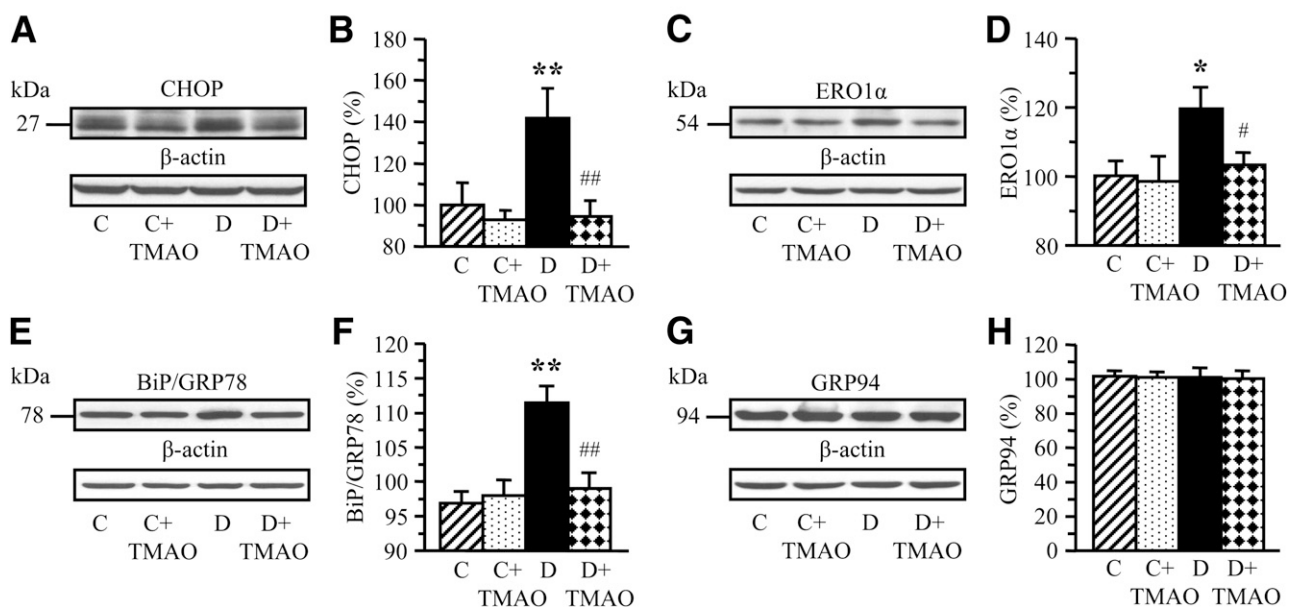 A
kDa
CHOP
27
β-actin
C C+ D D+
TMAO TMAO
B
CHOP (%)
180
160
140
120
100
80
**
##
C C+ D D+
TMAO TMAO
C
kDa
ERO1α
54
β-actin
C C+ D D+
TMAO TMAO
D
ERO1α (%)
140
120
100
80
*
#
C C+ D D+
TMAO TMAO
E
kDa
BiP/GRP78
78
β-actin
C C+ D D+
TMAO TMAO
F
BiP/GRP78 (%)
120
115
110
105
100
95
90
**
##
C C+ D D+
TMAO TMAO
G
kDa
GRP94
94
β-actin
C C+ D D+
TMAO TMAO
H
GRP94 (%)
120
100
80
60
40
20
0
C C+ D D+
TMAO TMAO